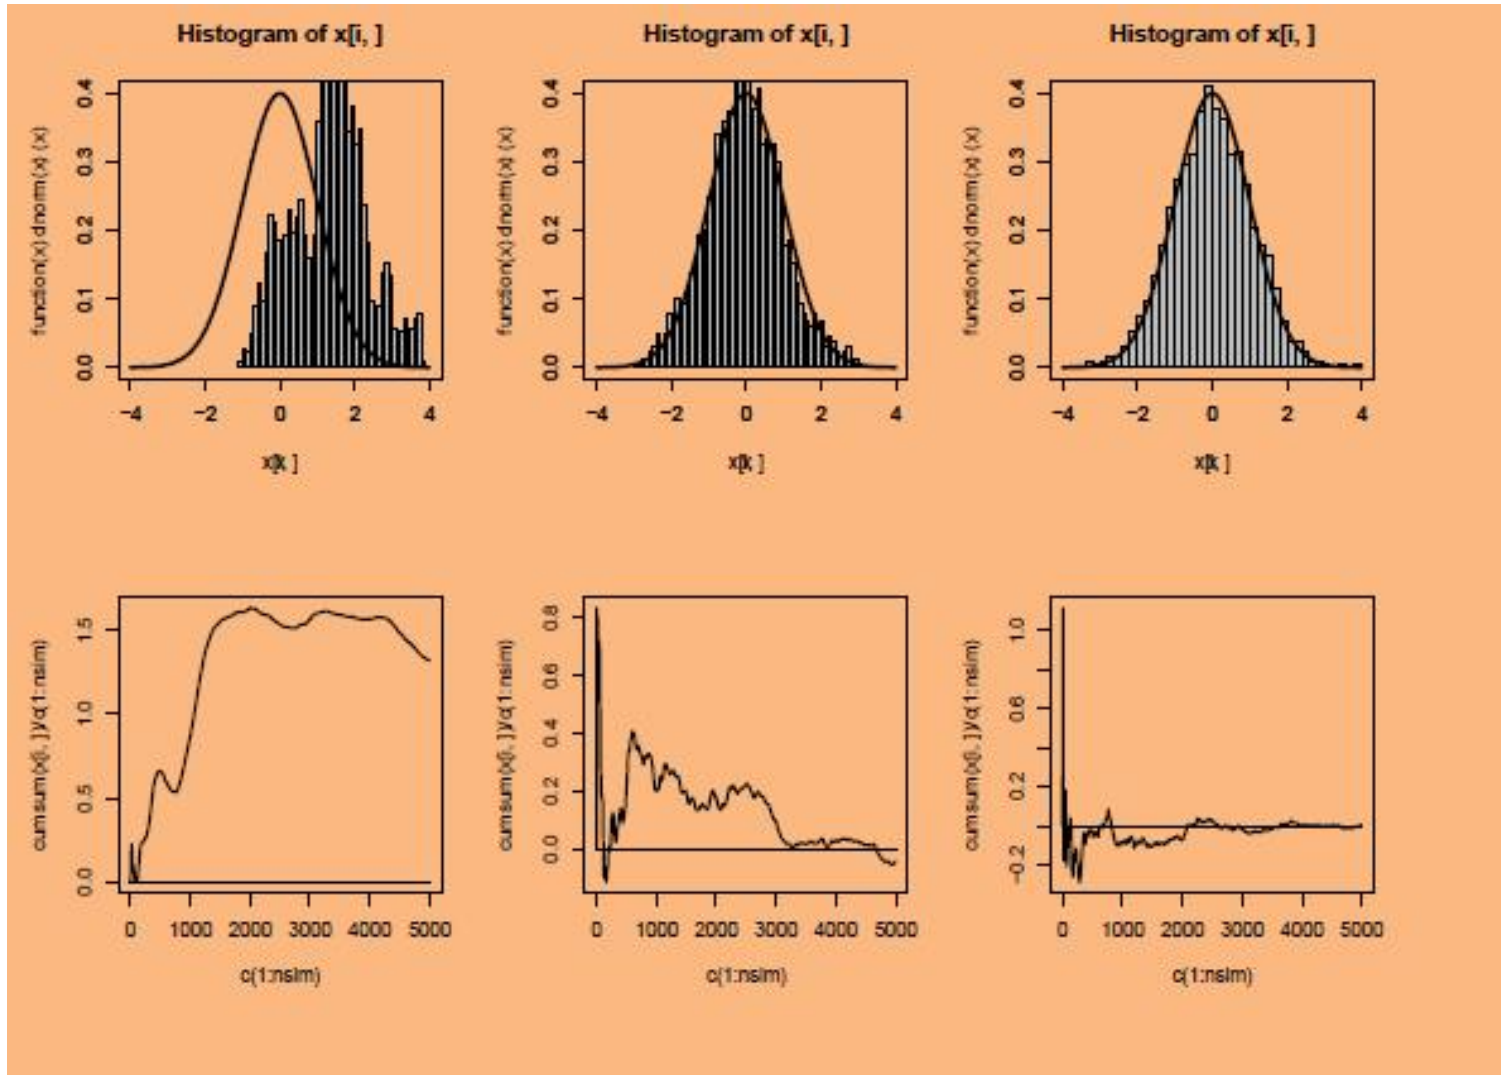 Histogram of x[i, ]
Histogram of x[i, ]
Histogram of x[i, ]
function(x) dnorm(x) (x)
0.0 0.1 0.2 0.3 0.4
−4 −2 0 2 4
function(x) dnorm(x) (x)
0.0 0.1 0.2 0.3 0.4
−4 −2 0 2 4
function(x) dnorm(x) (x)
0.0 0.1 0.2 0.3 0.4
−4 −2 0 2 4
cumsum(x[i, ])/c(1:nsim)
0.0 0.5 1.0 1.5
0 1000 2000 3000 4000 5000
c(1:nsim)
cumsum(x[i, ])/c(1:nsim)
0.0 0.2 0.4 0.6 0.8
0 1000 2000 3000 4000 5000
c(1:nsim)
cumsum(x[i, ])/c(1:nsim)
−0.2 0.2 0.6 1.0
0 1000 2000 3000 4000 5000
c(1:nsim)